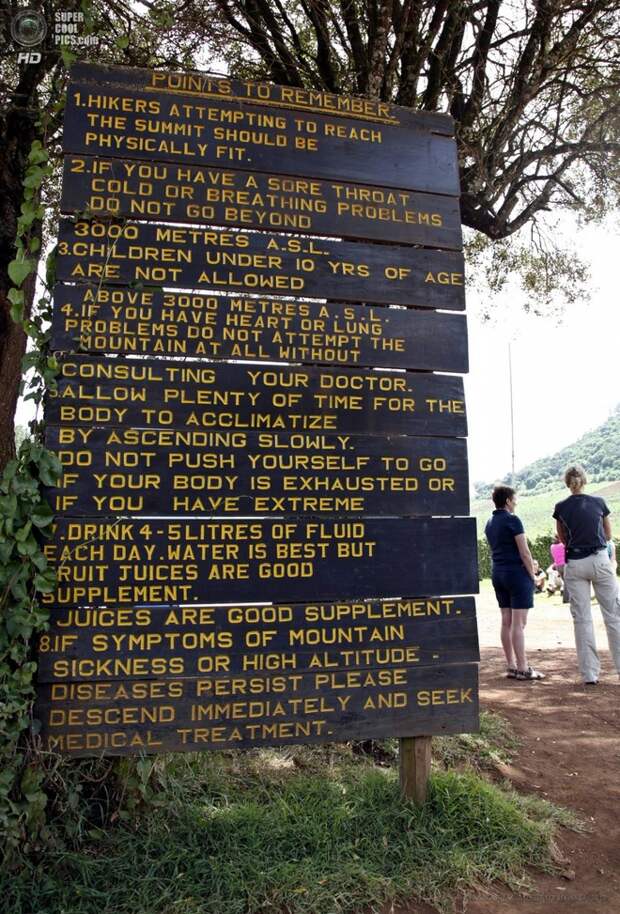 SUPER
COOL
PICS.com
HD
POINTS TO REMEMBER.
1.HIKERS ATTEMPTING TO REACH
THE SUMMIT SHOULD BE
PHYSICALLY FIT.
2.IF YOU HAVE A SORE THROAT
COLD OR BREATHING PROBLEMS
DO NOT GO BEYOND
3000 METRES A.S.L.
3.CHILDREN UNDER 10 YRS OF AGE
ARE NOT ALLOWED
ABOVE 3000 METRES A.S.L.
4.IF YOU HAVE HEART OR LUNG
PROBLEMS DO NOT ATTEMPT THE
MOUNTAIN AT ALL WITHOUT
CONSULTING YOUR DOCTOR.
ALLOW PLENTY OF TIME FOR THE
BODY TO ACCLIMATIZE
BY ASCENDING SLOWLY.
DO NOT PUSH YOURSELF TO GO
IF YOUR BODY IS EXHAUSTED OR
IF YOU HAVE EXTREME
.DRINK 4-5 LITRES OF FLUID
EACH DAY.WATER IS BEST BUT
FRUIT JUICES ARE GOOD
SUPPLEMENT.
JUICES ARE GOOD SUPPLEMENT.
8.IF SYMPTOMS OF MOUNTAIN
SICKNESS OR HIGH ALTITUDE -
DISEASES PERSIST PLEASE
DESCEND IMMEDIATELY AND SEEK
MEDICAL TREATMENT.